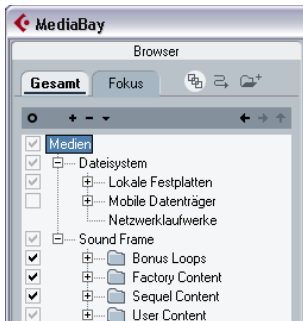 MediaBay
Browser
Gesamt Fokus
Medien
Dateisystem
Lokale Festplatten
Mobile Datenträger
Netzwerklaufwerke
Sound Frame
Bonus Loops
Factory Content
Sequel Content
User Content